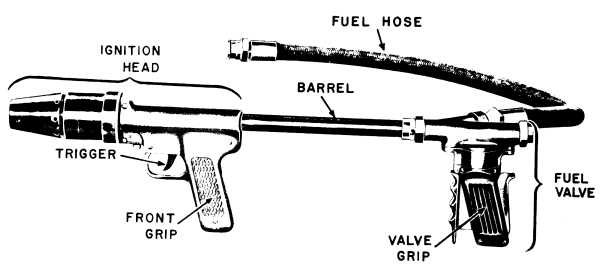 FUEL HOSE
IGNITION
HEAD
BARREL
TRIGGER
FUEL
VALVE
FRONT
GRIP
VALVE
GRIP